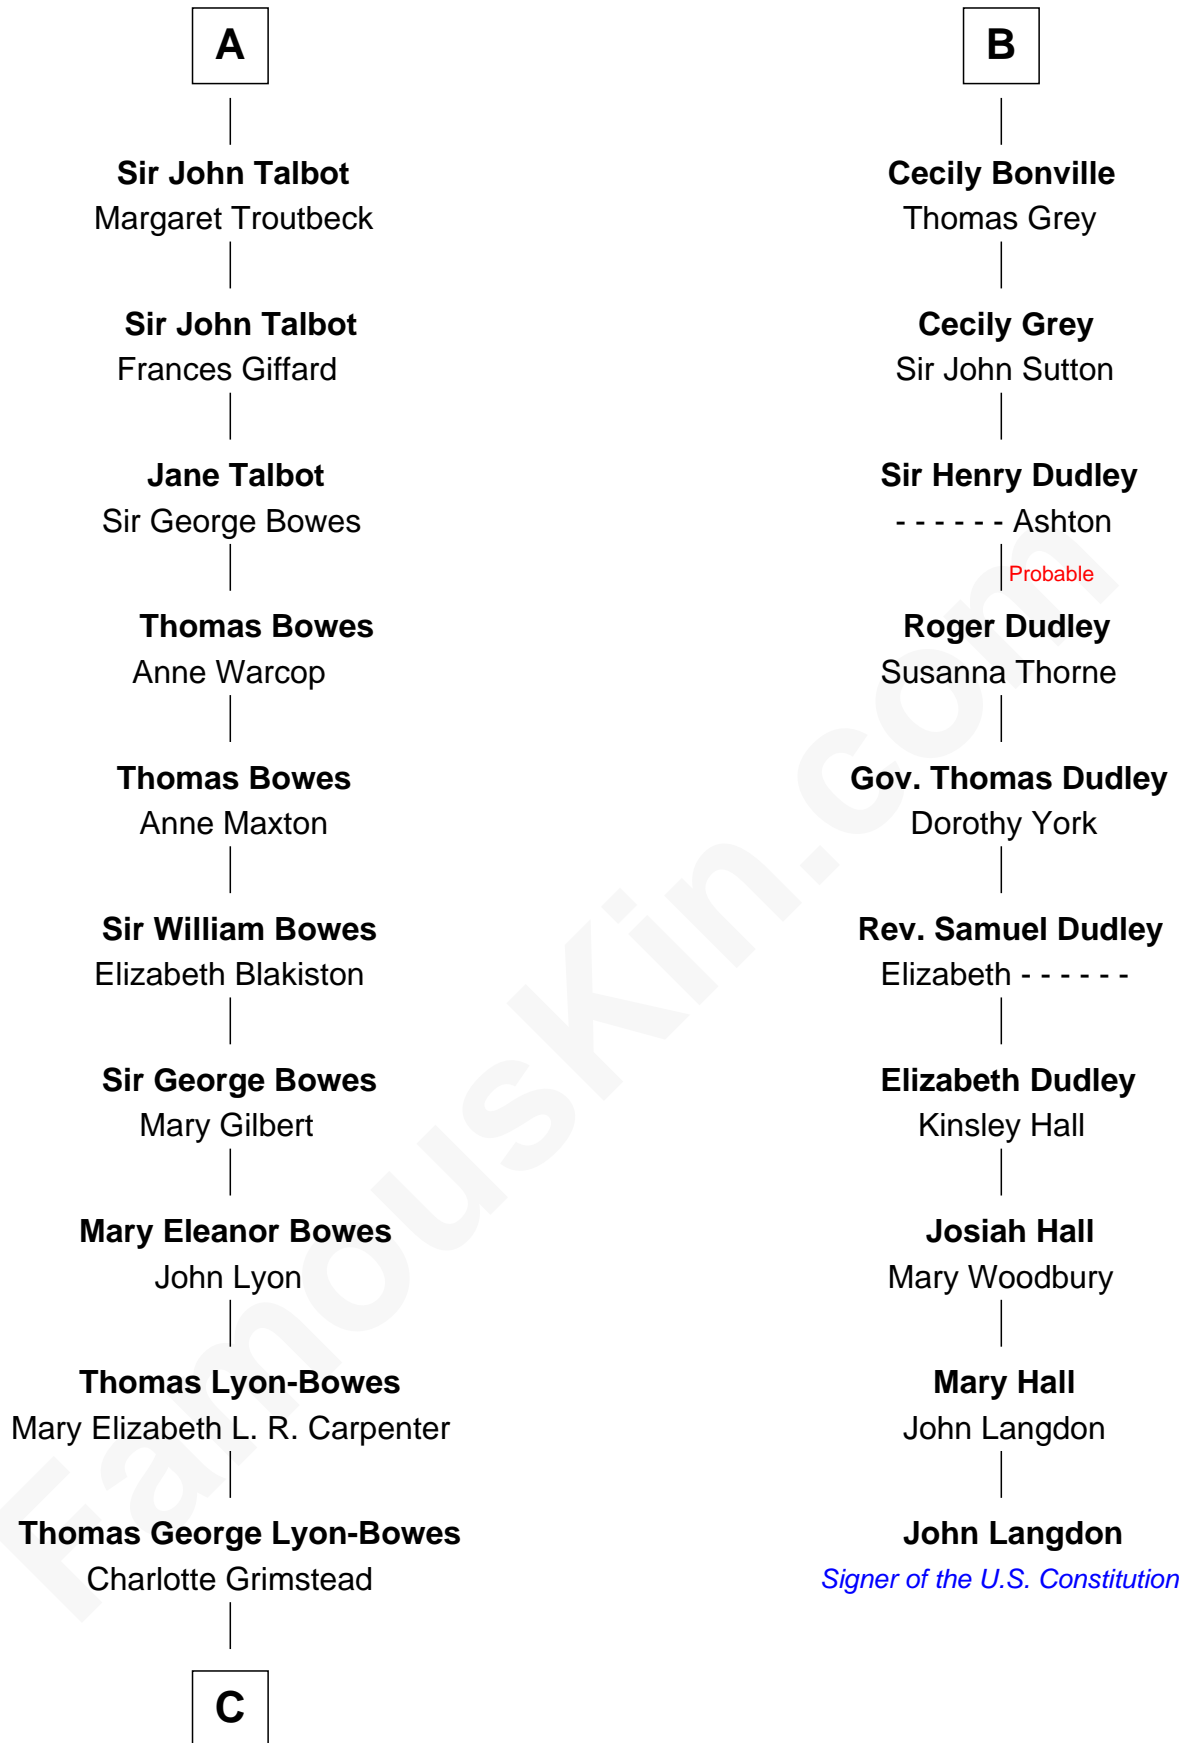 A
Sir John Talbot
Margaret Troutbeck
Sir John Talbot
Frances Giffard
Jane Talbot
Sir George Bowes
Thomas Bowes
Anne Warcop
Thomas Bowes
Anne Maxton
Sir William Bowes
Elizabeth Blakiston
Sir George Bowes
Mary Gilbert
Mary Eleanor Bowes
John Lyon
Thomas Lyon-Bowes
Mary Elizabeth L. R. Carpenter
Thomas George Lyon-Bowes
Charlotte Grimstead
C
B
Cecily Bonville
Thomas Grey
Cecily Grey
Sir John Sutton
Sir Henry Dudley
- - - - - - Ashton
Probable
Roger Dudley
Susanna Thorne
Gov. Thomas Dudley
Dorothy York
Rev. Samuel Dudley
Elizabeth - - - - - -
Elizabeth Dudley
Kinsley Hall
Josiah Hall
Mary Woodbury
Mary Hall
John Langdon
John Langdon
Signer of the U.S. Constitution
FamousKin.com